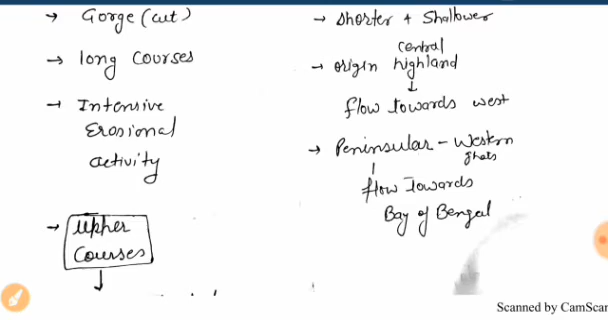 → Gorge (cut)
→ long courses
→ Intensive
Erosional
activity
→ Upher
Courses
↓
→ Shorter + Shallower
→ origin Central
highland
↓
flow towards west
→ Peninsular - Western
ghats
flow Towards
Bay of Bengal
Scanned by CamScan